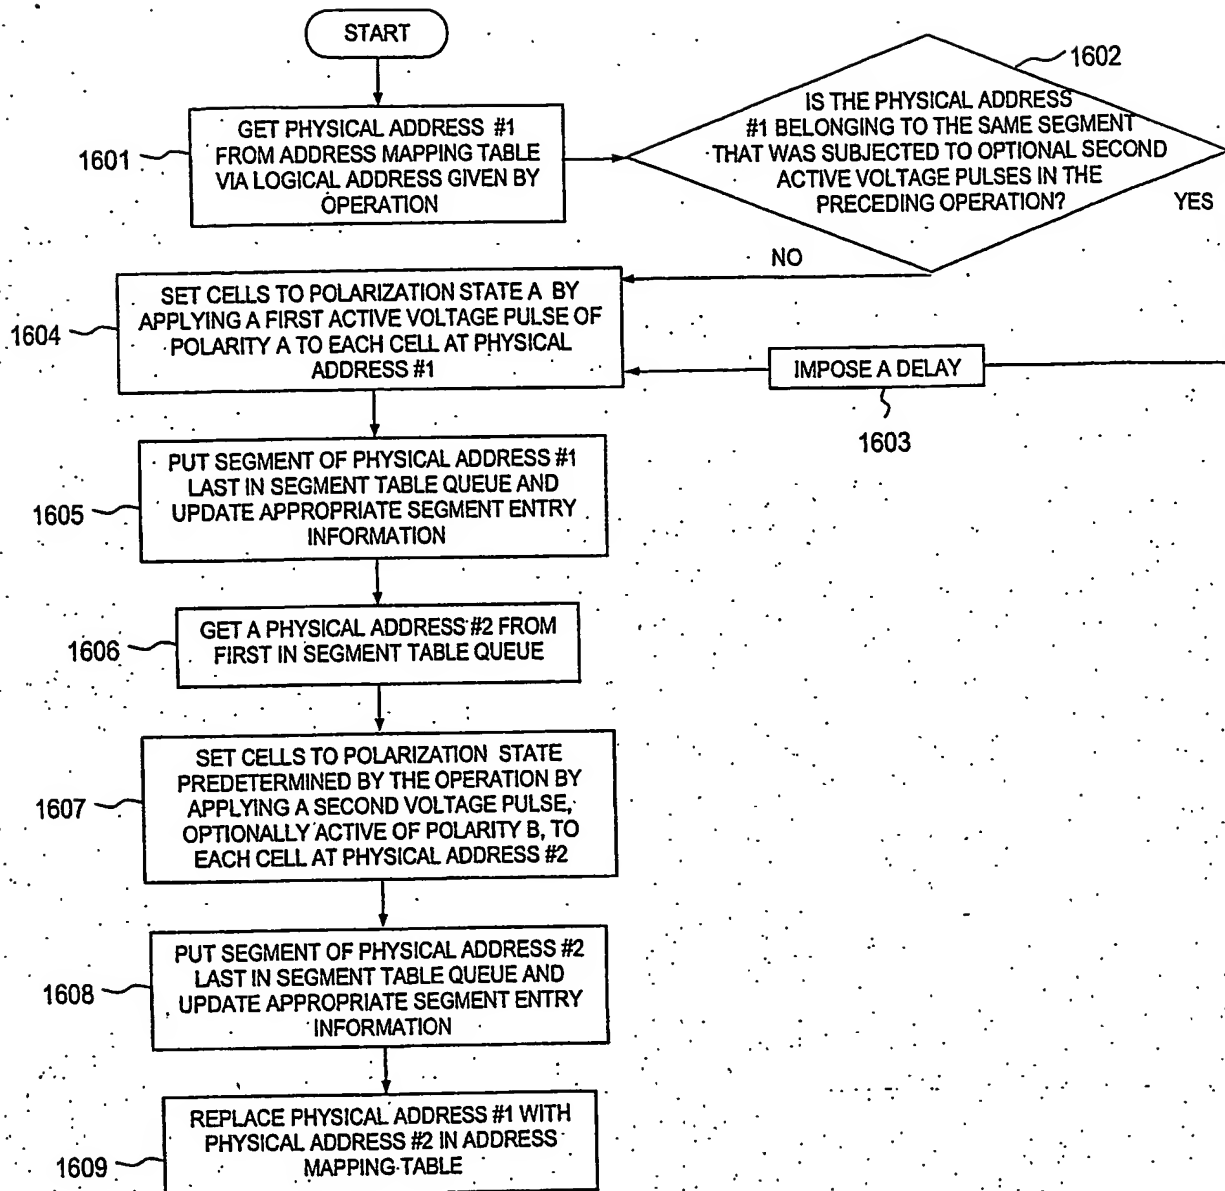 START
1601
GET PHYSICAL ADDRESS #1
FROM ADDRESS MAPPING TABLE
VIA LOGICAL ADDRESS GIVEN BY
OPERATION
1602
IS THE PHYSICAL ADDRESS
#1 BELONGING TO THE SAME SEGMENT
THAT WAS SUBJECTED TO OPTIONAL SECOND
ACTIVE VOLTAGE PULSES IN THE
PRECEDING OPERATION?
YES
NO
1604
SET CELLS TO POLARIZATION STATE A BY
APPLYING A FIRST ACTIVE VOLTAGE PULSE OF
POLARITY A TO EACH CELL AT PHYSICAL
ADDRESS #1
IMPOSE A DELAY
1603
1605
PUT SEGMENT OF PHYSICAL ADDRESS #1
LAST IN SEGMENT TABLE QUEUE AND
UPDATE APPROPRIATE SEGMENT ENTRY
INFORMATION
1606
GET A PHYSICAL ADDRESS #2 FROM
FIRST IN SEGMENT TABLE QUEUE
1607
SET CELLS TO POLARIZATION STATE
PREDETERMINED BY THE OPERATION BY
APPLYING A SECOND VOLTAGE PULSE,
OPTIONALLY ACTIVE OF POLARITY B, TO
EACH CELL AT PHYSICAL ADDRESS #2
1608
PUT SEGMENT OF PHYSICAL ADDRESS #2
LAST IN SEGMENT TABLE QUEUE AND
UPDATE APPROPRIATE SEGMENT ENTRY
INFORMATION
1609
REPLACE PHYSICAL ADDRESS #1 WITH
PHYSICAL ADDRESS #2 IN ADDRESS
MAPPING TABLE